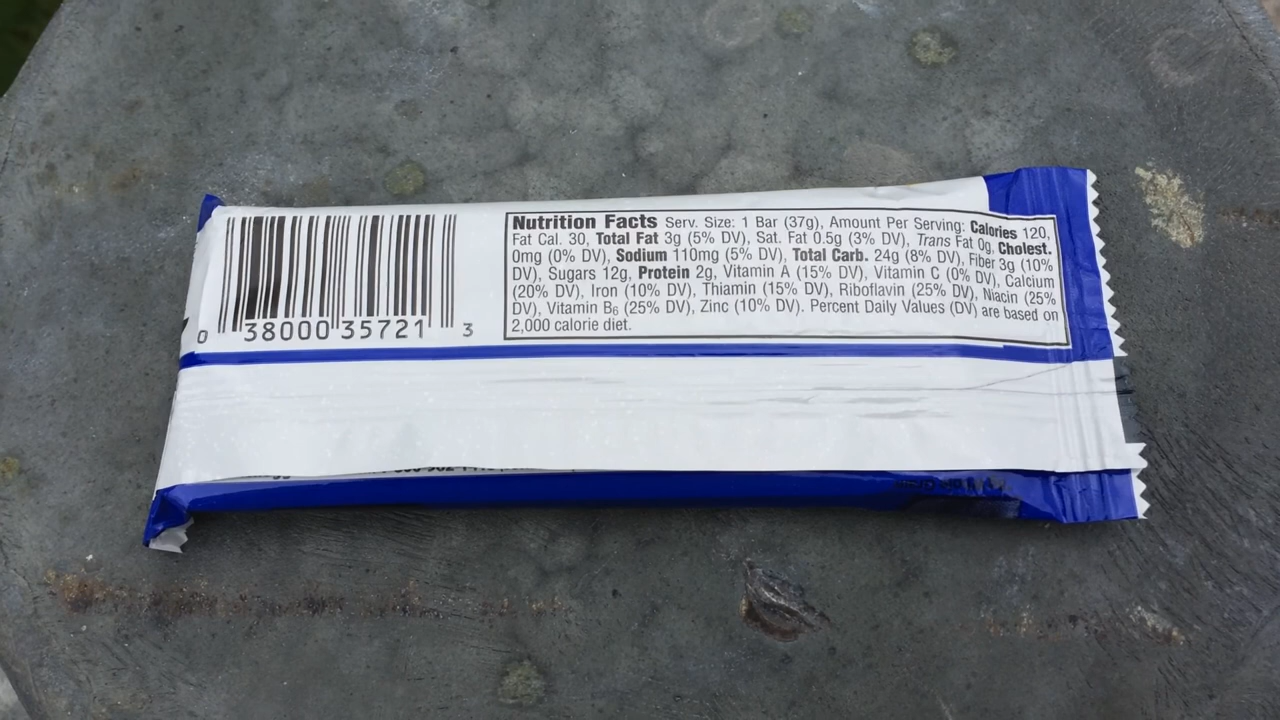 Nutrition Facts Serv. Size: 1 Bar (37g), Amount Per Serving: Calories 120,
Fat Cal. 30, Total Fat 3g (5% DV), Sat. Fat 0.5g (3% DV), Trans Fat 0g, Cholest.
0mg (0% DV), Sodium 110mg (5% DV), Total Carb. 24g (8% DV), Fiber 3g (10%
DV), Sugars 12g, Protein 2g, Vitamin A (15% DV), Vitamin C (0% DV), Calcium
(20% DV), Iron (10% DV), Thiamin (15% DV), Riboflavin (25% DV), Niacin (25%
DV), Vitamin B6 (25% DV), Zinc (10% DV). Percent Daily Values (DV) are based on
2,000 calorie diet.
0 38000 35721 3